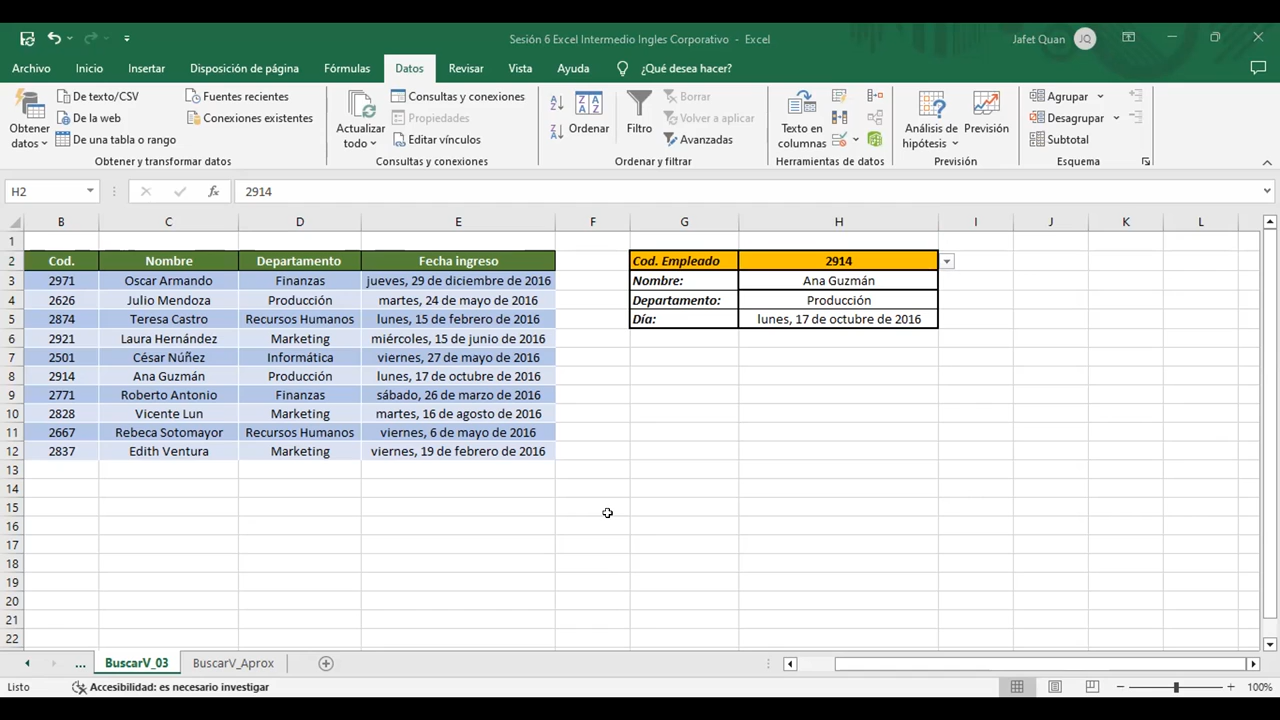 Sesión 6 Excel Intermedio Ingles Corporativo - Excel
Jafet Quan JQ
Archivo Inicio Insertar Disposición de página Fórmulas Datos Revisar Vista Ayuda ¿Qué desea hacer?
Obtener datos
De texto/CSV
De la web
De una tabla o rango
Fuentes recientes
Conexiones existentes
Obtener y transformar datos
Actualizar todo
Consultas y conexiones
Propiedades
Editar vínculos
Consultas y conexiones
Ordenar
Filtro
Borrar
Volver a aplicar
Avanzadas
Ordenar y filtrar
Texto en columnas
Herramientas de datos
Análisis de hipótesis
Previsión
Previsión
Agrupar
Desagrupar
Subtotal
Esquema
H2 fx 2914
B C D E F G H I J K L
1
2 Cod. Nombre Departamento Fecha ingreso Cod. Empleado 2914
3 2971 Oscar Armando Finanzas jueves, 29 de diciembre de 2016 Nombre: Ana Guzmán
4 2626 Julio Mendoza Producción martes, 24 de mayo de 2016 Departamento: Producción
5 2874 Teresa Castro Recursos Humanos lunes, 15 de febrero de 2016 Día: lunes, 17 de octubre de 2016
6 2921 Laura Hernández Marketing miércoles, 15 de junio de 2016
7 2501 César Núñez Informática viernes, 27 de mayo de 2016
8 2914 Ana Guzmán Producción lunes, 17 de octubre de 2016
9 2771 Roberto Antonio Finanzas sábado, 26 de marzo de 2016
10 2828 Vicente Lun Marketing martes, 16 de agosto de 2016
11 2667 Rebeca Sotomayor Recursos Humanos viernes, 6 de mayo de 2016
12 2837 Edith Ventura Marketing viernes, 19 de febrero de 2016
13
14
15
16
17
18
19
20
21
22
... BuscarV_03 BuscarV_Aprox
Listo Accesibilidad: es necesario investigar 100%